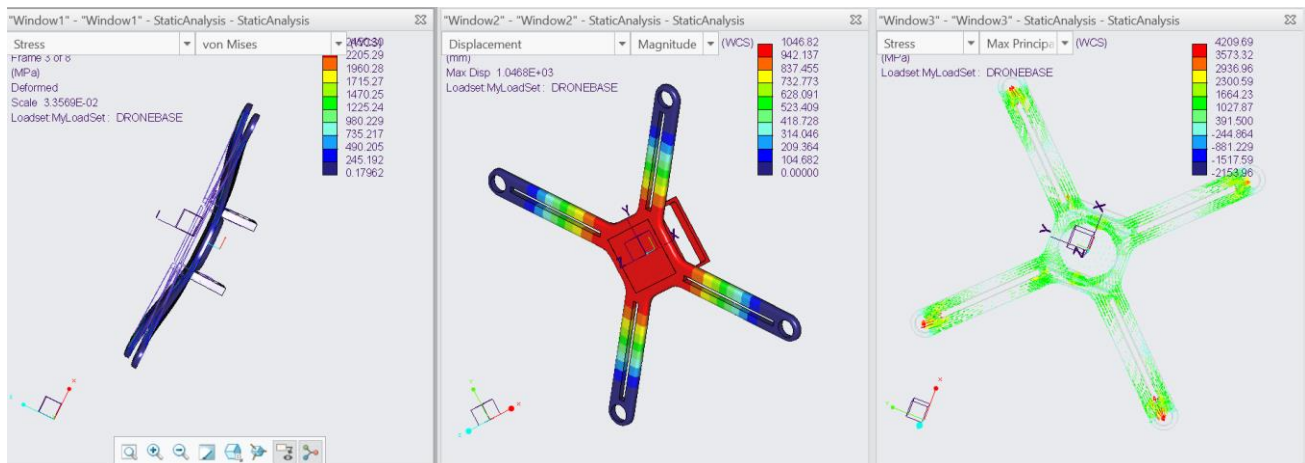 "Window1" - "Window1" - StaticAnalysis - StaticAnalysis
Stress
von Mises
(WCS)
Frame 3 of 8
(MPa)
Deformed
Scale 3.3569E-02
Loadset:MyLoadSet : DRONEBASE
2205.29
1960.28
1715.27
1470.25
1225.24
980.229
735.217
490.205
245.192
0.17962
"Window2" - "Window2" - StaticAnalysis - StaticAnalysis
Displacement
Magnitude
(WCS)
(mm)
Max Disp 1.0468E+03
Loadset:MyLoadSet : DRONEBASE
1046.82
942.137
837.455
732.773
628.091
523.409
418.728
314.046
209.364
104.682
0.00000
Y
X
"Window3" - "Window3" - StaticAnalysis - StaticAnalysis
Stress
Max Principa
(WCS)
(MPa)
Loadset:MyLoadSet : DRONEBASE
4209.69
3573.32
2936.96
2300.59
1664.23
1027.87
391.500
-244.864
-881.229
-1517.59
-2153.96
X
Y
Z